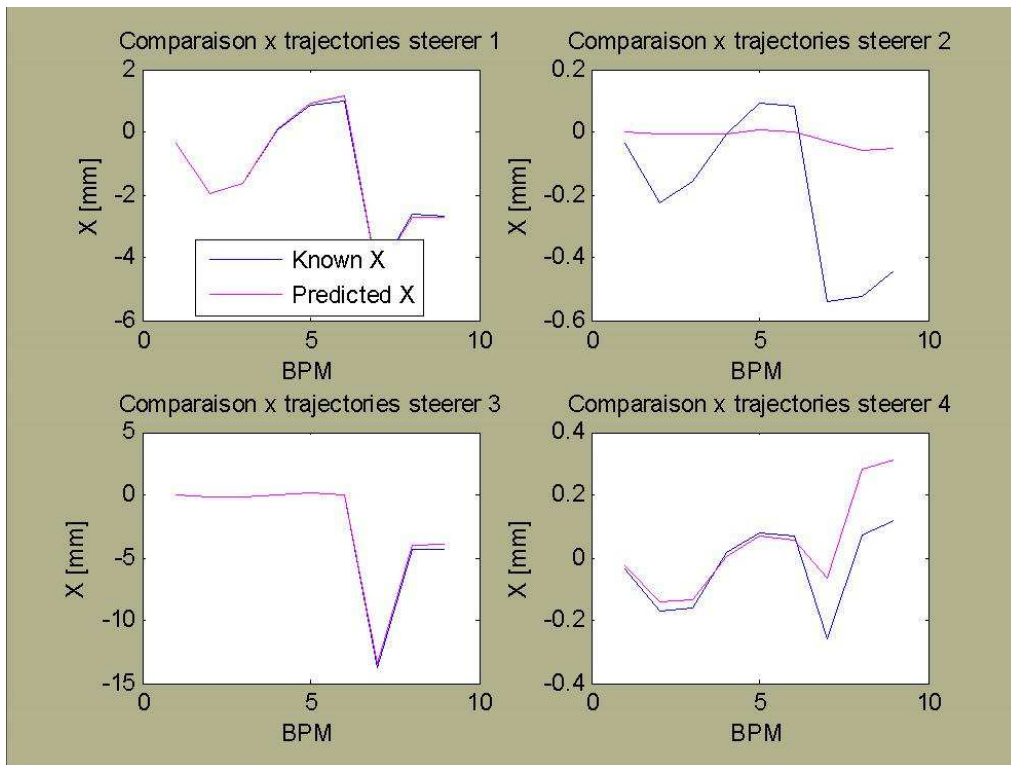 Comparaison x trajectories steerer 1
2
0
-2
-4
-6
X [mm]
Known X
Predicted X
0
5
10
BPM
Comparaison x trajectories steerer 2
0.2
0
-0.2
-0.4
-0.6
X [mm]
0
5
10
BPM
Comparaison x trajectories steerer 3
5
0
-5
-10
-15
X [mm]
0
5
10
BPM
Comparaison x trajectories steerer 4
0.4
0.2
0
-0.2
-0.4
X [mm]
0
5
10
BPM